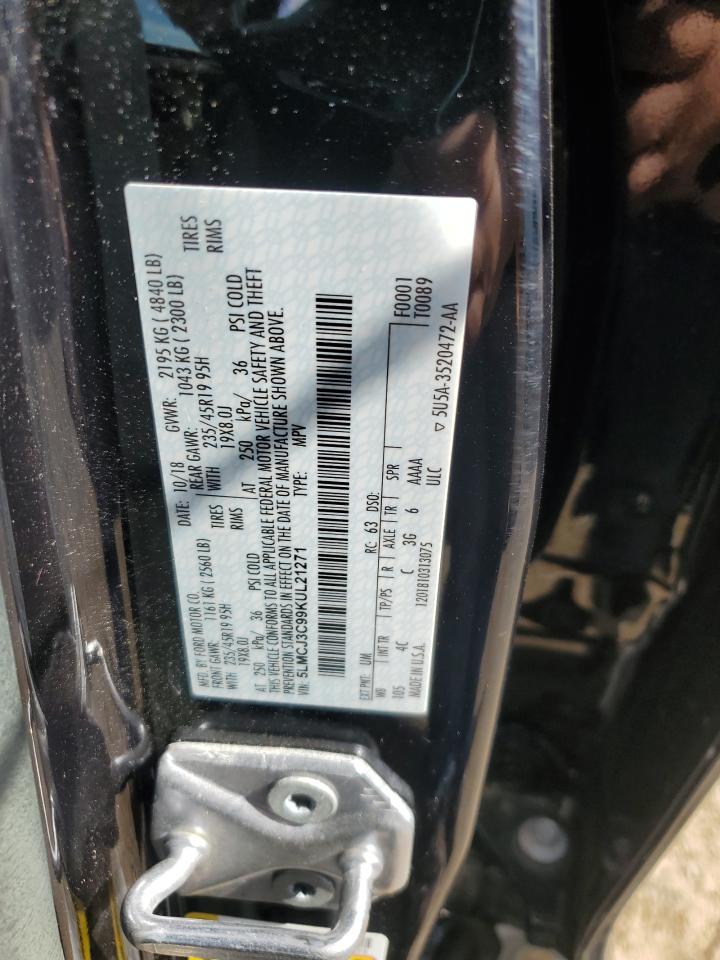 MFD. BY FORD MOTOR CO.
DATE: 10/18 GVWR: 2195 KG ( 4840 LB)
FRONT GAWR: 1161 KG ( 2560 LB) REAR GAWR: 1043 KG ( 2300 LB)
WITH 235/45R19 95H TIRES WITH 235/45R19 95H TIRES
19X8.0J RIMS 19X8.0J RIMS
AT 250 kPa/ 36 PSI COLD AT 250 kPa/ 36 PSI COLD
THIS VEHICLE CONFORMS TO ALL APPLICABLE FEDERAL MOTOR VEHICLE SAFETY AND THEFT
PREVENTION STANDARDS IN EFFECT ON THE DATE OF MANUFACTURE SHOWN ABOVE.
VIN: 5LMCJ3C99KUL21271 TYPE: MPV
EXT PNT: UM RC: 63 DSO: F0001
WB INT TR TP/PS R AXLE TR SPR T0089
105 4C C 3G 6 AAAA
MADE IN U.S.A. 1201810313075 ULC
▽ 5U5A-3520472-AA